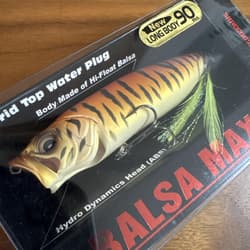 rid Top Water Plug
Body Made of Hi-Float Balsa
New
LONG BODY 90
Hydro Dynamics Head (ABS)
BALSA MAX